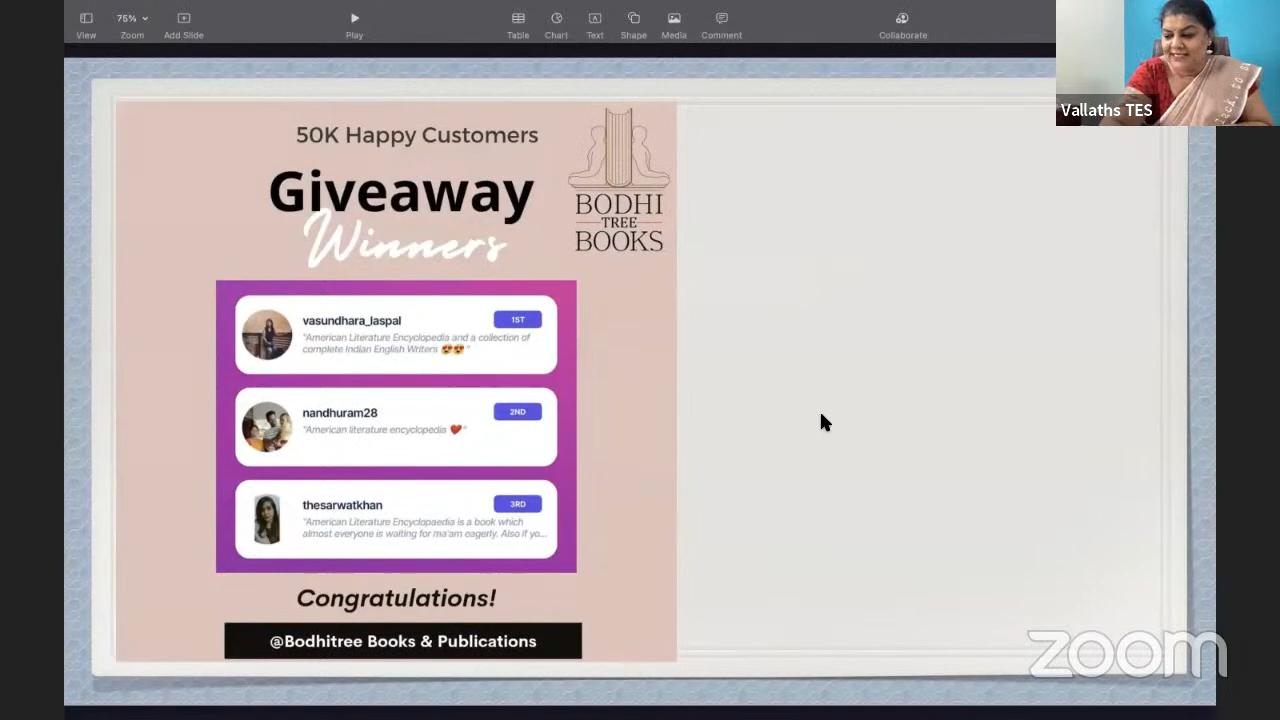 75%
View
Zoom
Add Slide
Play
Table
Chart
Text
Shape
Media
Comment
Collaborate
Vallaths TES
50K Happy Customers
Giveaway
Winners
BODHI
TREE
BOOKS
vasundhara_laspal
1ST
"American Literature Encyclopedia and a collection of
complete Indian English Writers 😍😍 "
nandhuram28
2ND
"American literature encyclopedia ❤️"
thesarwatkhan
3RD
"American Literature Encyclopaedia is a book which
almost everyone is waiting for ma'am eagerly. Also if yo...
Congratulations!
@Bodhitree Books & Publications
zoom